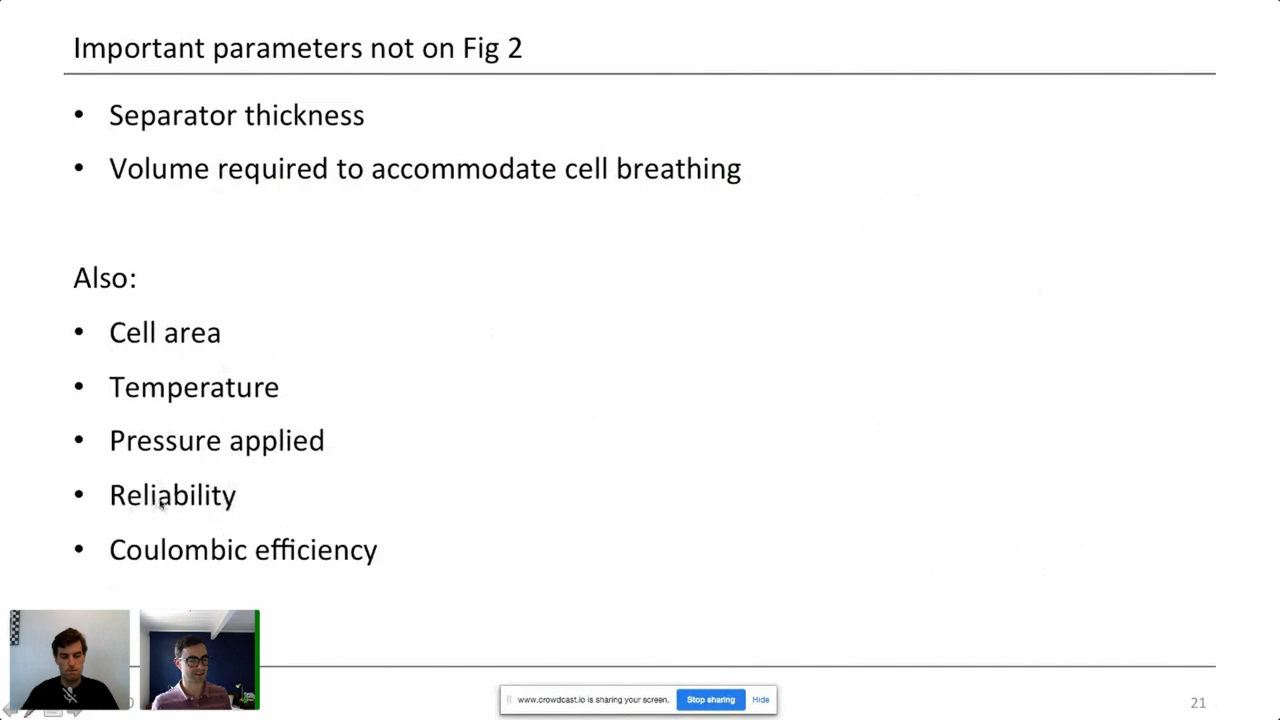 Important parameters not on Fig 2
• Separator thickness
• Volume required to accommodate cell breathing
Also:
• Cell area
• Temperature
• Pressure applied
• Reliability
• Coulombic efficiency
www.crowdcast.io is sharing your screen. Stop sharing Hide
21